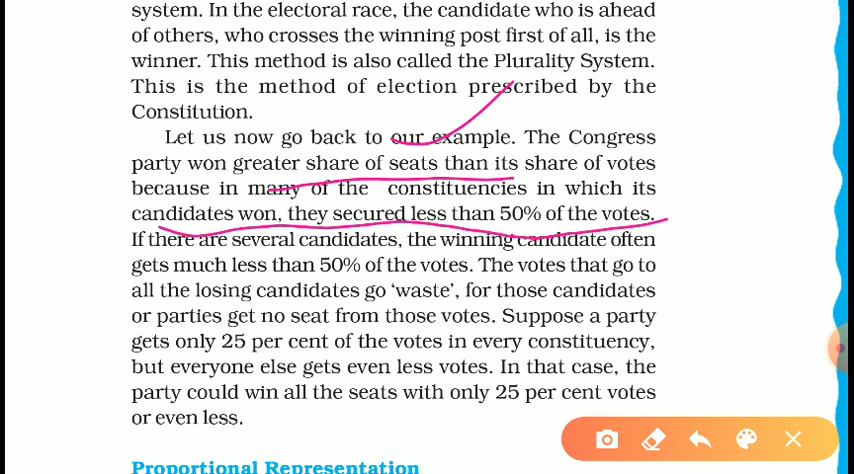 system. In the electoral race, the candidate who is ahead
of others, who crosses the winning post first of all, is the
winner. This method is also called the Plurality System.
This is the method of election prescribed by the
Constitution.
Let us now go back to our example. The Congress
party won greater share of seats than its share of votes
because in many of the constituencies in which its
candidates won, they secured less than 50% of the votes.
If there are several candidates, the winning candidate often
gets much less than 50% of the votes. The votes that go to
all the losing candidates go ‘waste’, for those candidates
or parties get no seat from those votes. Suppose a party
gets only 25 per cent of the votes in every constituency,
but everyone else gets even less votes. In that case, the
party could win all the seats with only 25 per cent votes
or even less.
Proportional Representation